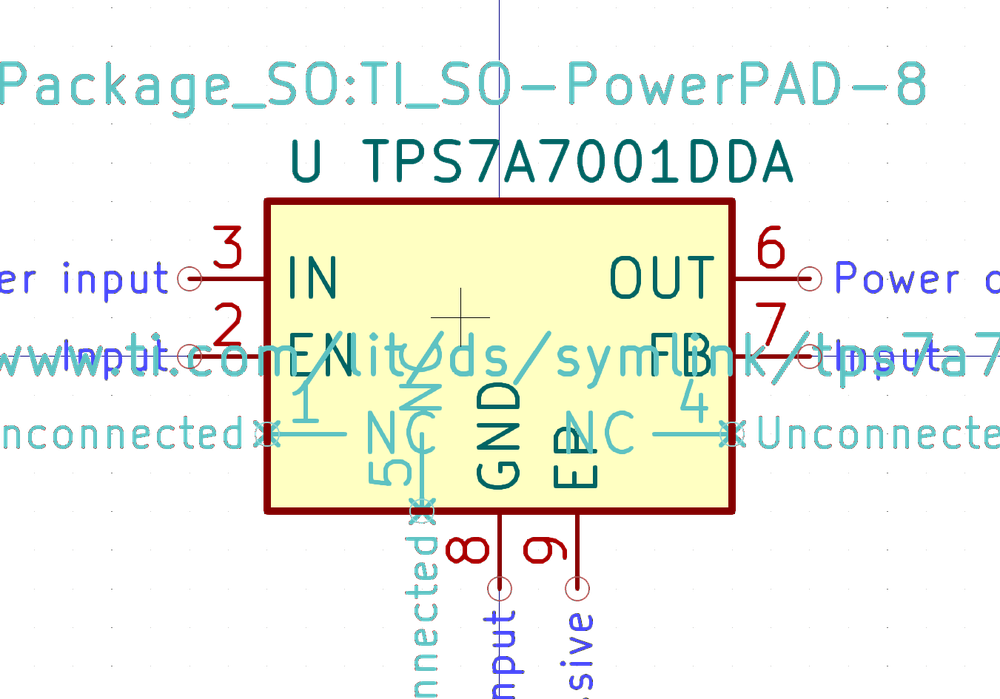 Package_SO:TI_SO-PowerPAD-8
U TPS7A7001DDA
er input 3 IN OUT 6 Power o
Input 2 EN FB 7 Input
www.ti.com/lit/ds/symlink/tps7a7
nconnected 1 NC NC 4 Unconnecte
5 NC
nnected
8 GND
nput
9 EP
sive